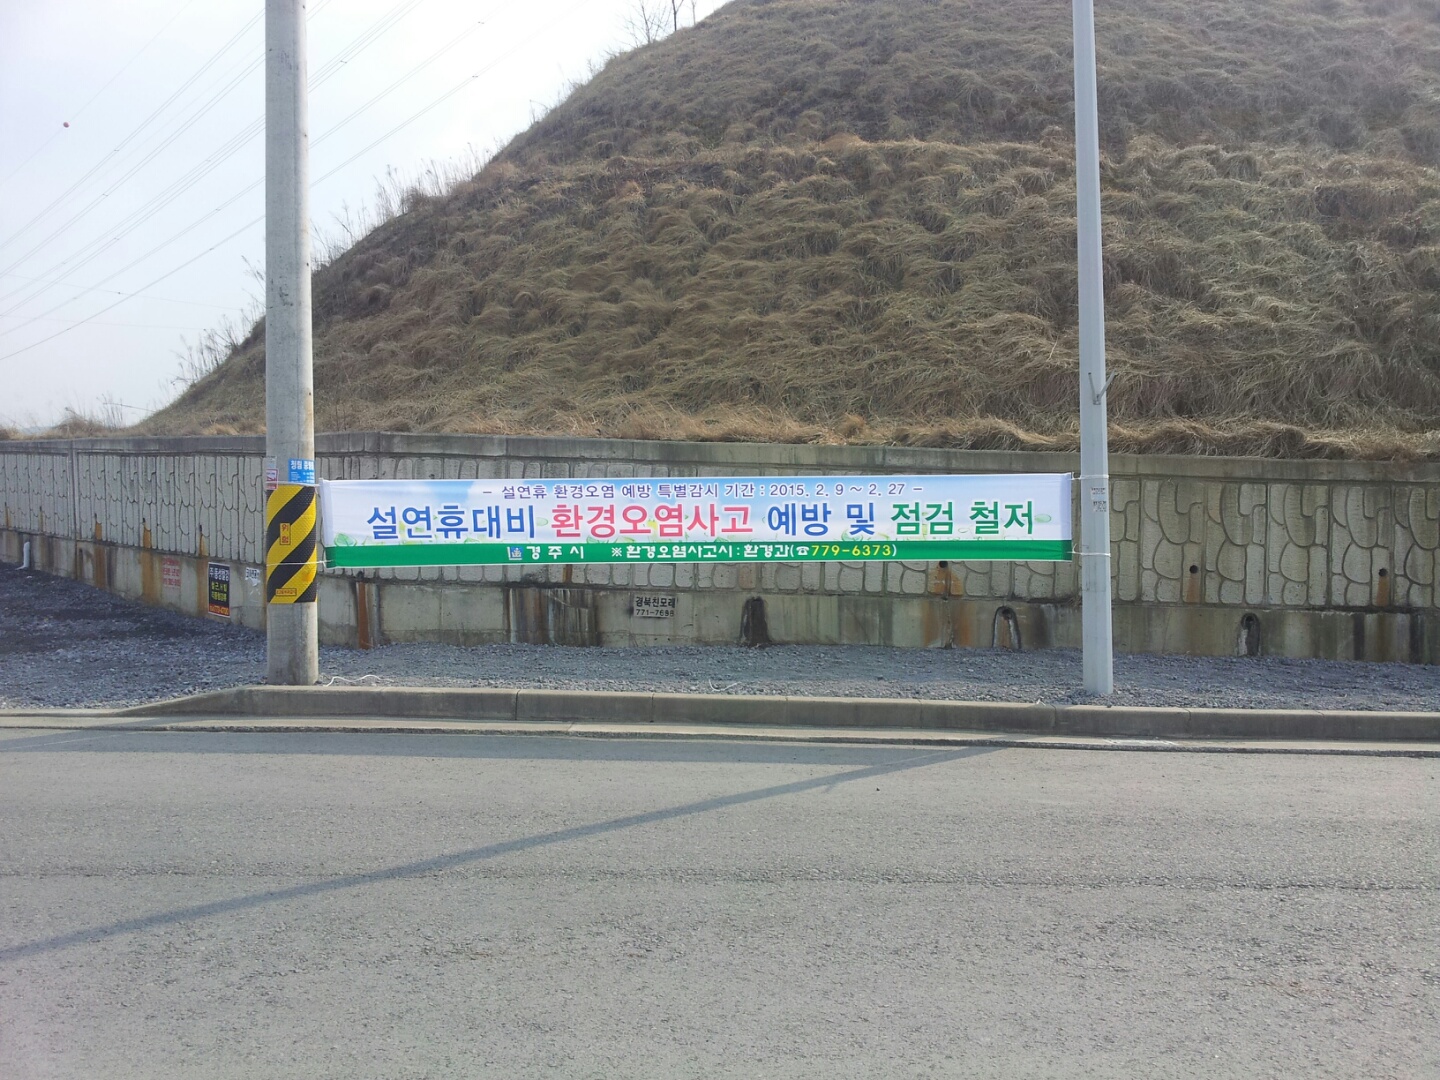 - 설연휴 환경오염 예방 특별감시 기간 : 2015. 2. 9 ~ 2. 27 -
설연휴대비 환경오염사고 예방 및 점검 철저
경주시 ※환경오염사고시 : 환경과(☎779-6373)
경북친모래
771-769